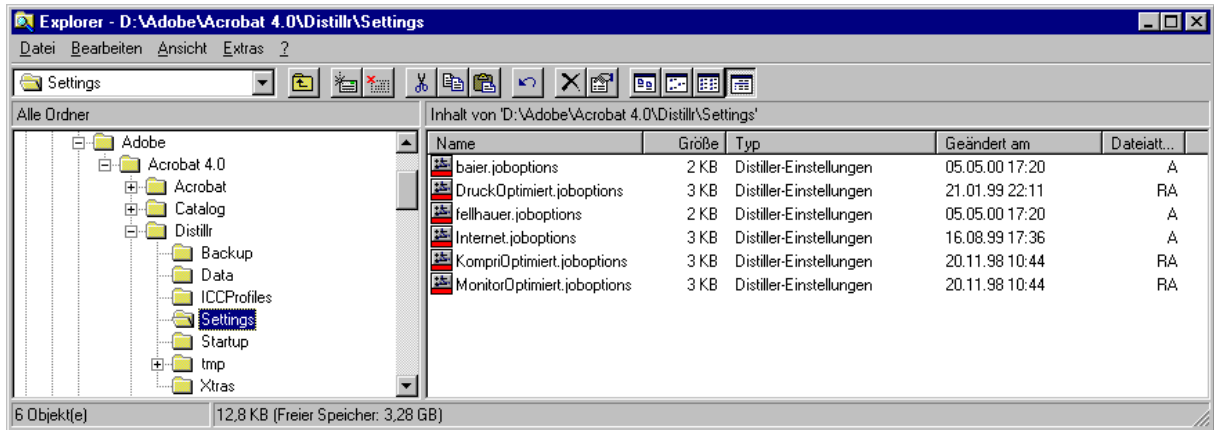 Explorer - D:\Adobe\Acrobat 4.0\Distillr\Settings
Datei Bearbeiten Ansicht Extras ?
Settings
Alle Ordner
Inhalt von 'D:\Adobe\Acrobat 4.0\Distillr\Settings'
Adobe
Acrobat 4.0
Acrobat
Catalog
Distillr
Backup
Data
ICCProfiles
Settings
Startup
tmp
Xtras
Name Größe Typ Geändert am Dateiatt...
baier.joboptions 2 KB Distiller-Einstellungen 05.05.00 17:20 A
DruckOptimiert.joboptions 3 KB Distiller-Einstellungen 21.01.99 22:11 RA
fellhauer.joboptions 2 KB Distiller-Einstellungen 05.05.00 17:20 A
Internet.joboptions 3 KB Distiller-Einstellungen 16.08.99 17:36 A
KompriOptimiert.joboptions 3 KB Distiller-Einstellungen 20.11.98 10:44 RA
MonitorOptimiert.joboptions 3 KB Distiller-Einstellungen 20.11.98 10:44 RA
6 Objekt(e) 12,8 KB (Freier Speicher: 3,28 GB)